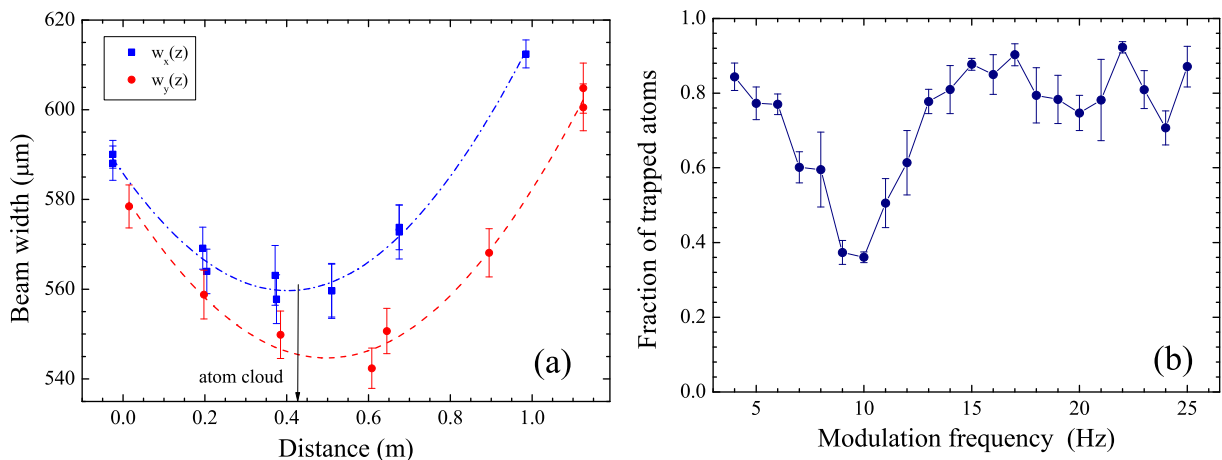 620
600
580
560
540
Beam width (μm)
w_x(z)
w_y(z)
atom cloud
(a)
0.0 0.2 0.4 0.6 0.8 1.0
Distance (m)
1.0
0.8
0.6
0.4
0.2
0.0
Fraction of trapped atoms
(b)
5 10 15 20 25
Modulation frequency (Hz)